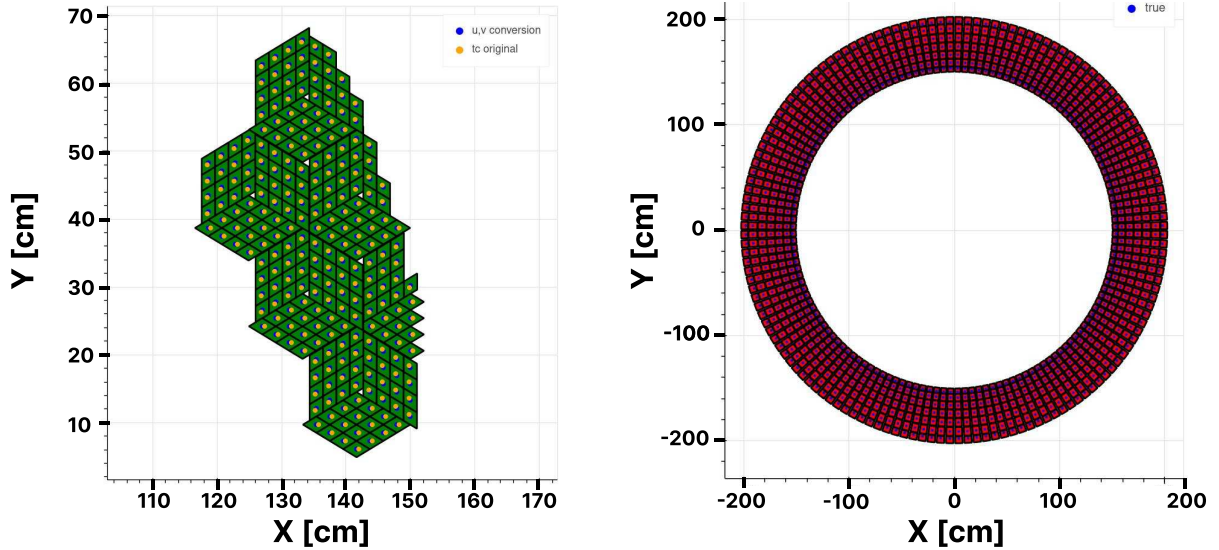 70
60
50
40
30
20
10
110 120 130 140 150 160 170
Y [cm]
X [cm]
u,v conversion
tc original
200
100
0
-100
-200
-200 -100 0 100 200
Y [cm]
X [cm]
true